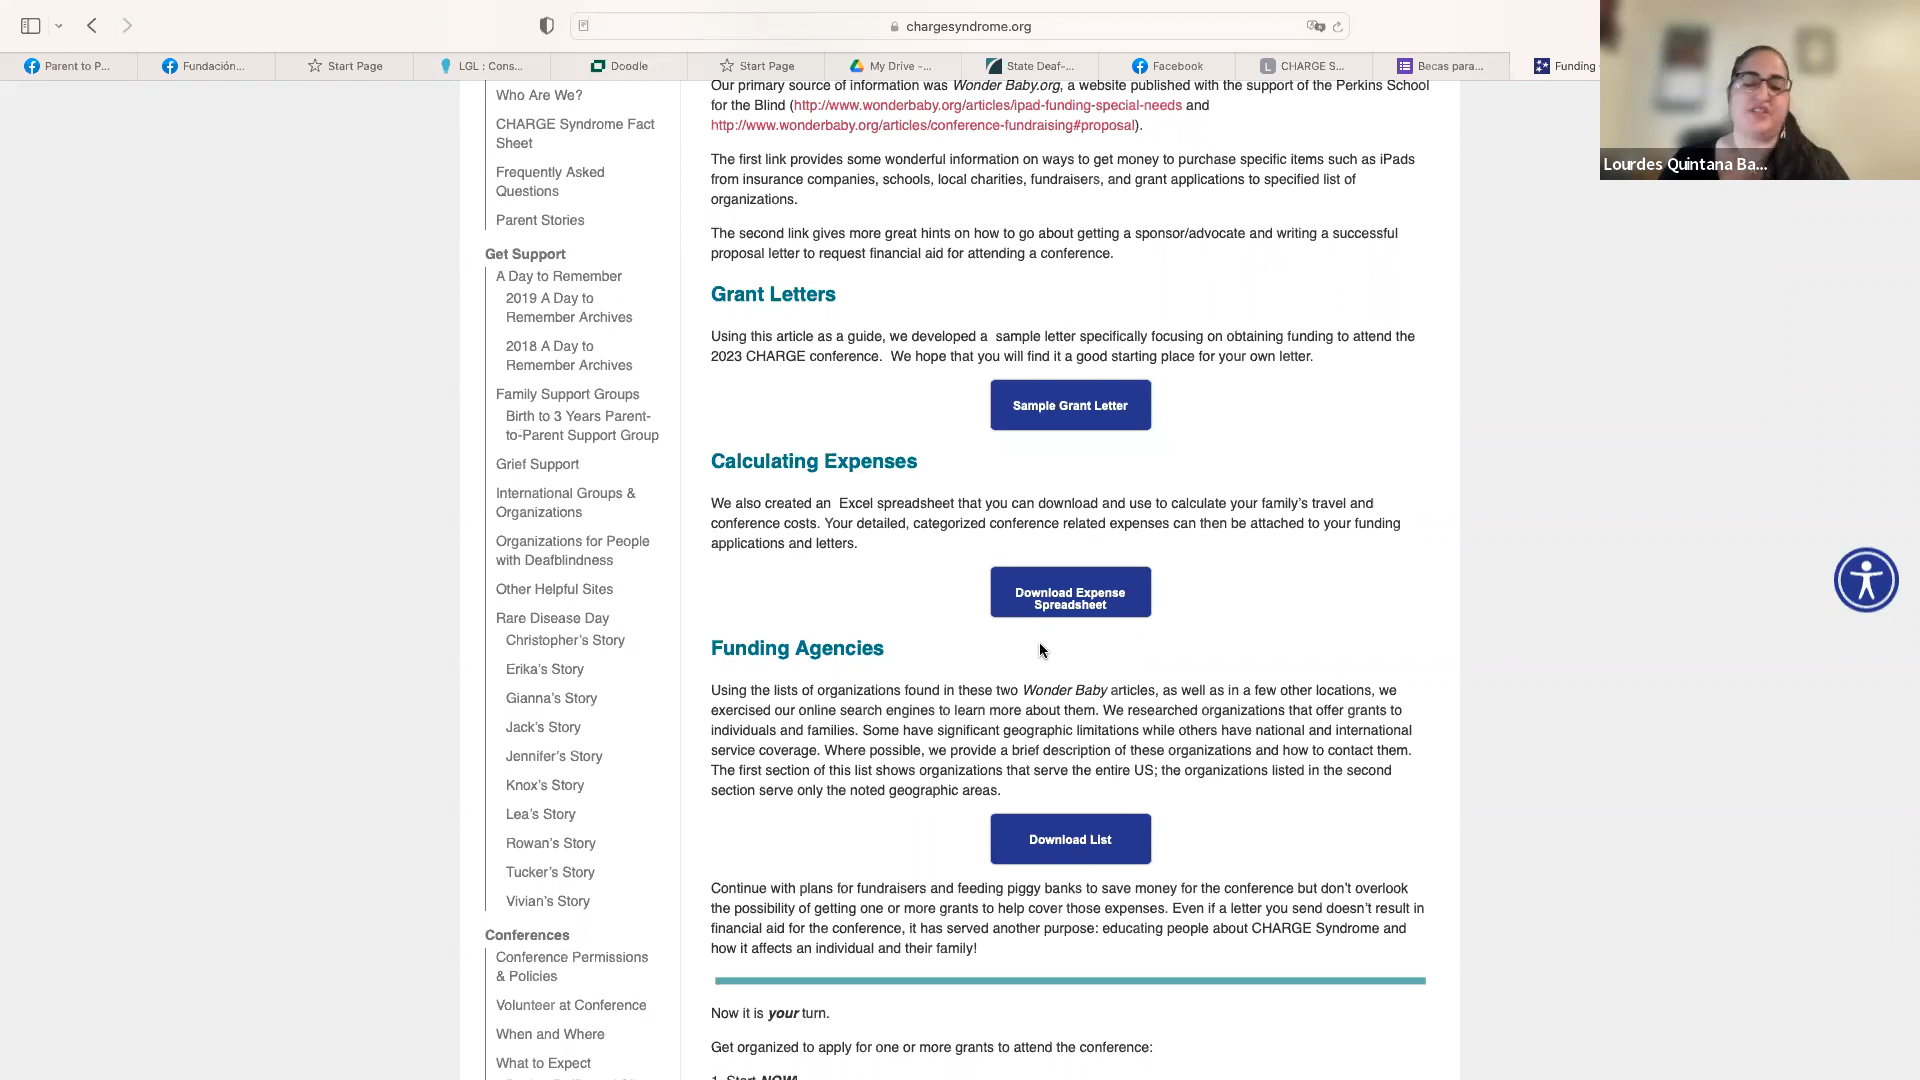 chargesyndrome.org
Parent to P...
Fundación...
Start Page
LGL : Cons...
Doodle
Start Page
My Drive -...
State Deaf-...
Facebook
CHARGE S...
Becas para...
Funding
Lourdes Quintana Ba...
Who Are We?
CHARGE Syndrome Fact
Sheet
Frequently Asked
Questions
Parent Stories
Get Support
A Day to Remember
2019 A Day to
Remember Archives
2018 A Day to
Remember Archives
Family Support Groups
Birth to 3 Years Parent-
to-Parent Support Group
Grief Support
International Groups &
Organizations
Organizations for People
with Deafblindness
Other Helpful Sites
Rare Disease Day
Christopher's Story
Erika's Story
Gianna's Story
Jack's Story
Jennifer's Story
Knox's Story
Lea's Story
Rowan's Story
Tucker's Story
Vivian's Story
Conferences
Conference Permissions
& Policies
Volunteer at Conference
When and Where
What to Expect
Our primary source of information was Wonder Baby.org, a website published with the support of the Perkins School
for the Blind (http://www.wonderbaby.org/articles/ipad-funding-special-needs and
http://www.wonderbaby.org/articles/conference-fundraising#proposal).
The first link provides some wonderful information on ways to get money to purchase specific items such as iPads
from insurance companies, schools, local charities, fundraisers, and grant applications to specified list of
organizations.
The second link gives more great hints on how to go about getting a sponsor/advocate and writing a successful
proposal letter to request financial aid for attending a conference.
Grant Letters
Using this article as a guide, we developed a sample letter specifically focusing on obtaining funding to attend the
2023 CHARGE conference. We hope that you will find it a good starting place for your own letter.
Sample Grant Letter
Calculating Expenses
We also created an Excel spreadsheet that you can download and use to calculate your family's travel and
conference costs. Your detailed, categorized conference related expenses can then be attached to your funding
applications and letters.
Download Expense
Spreadsheet
Funding Agencies
Using the lists of organizations found in these two Wonder Baby articles, as well as in a few other locations, we
exercised our online search engines to learn more about them. We researched organizations that offer grants to
individuals and families. Some have significant geographic limitations while others have national and international
service coverage. Where possible, we provide a brief description of these organizations and how to contact them.
The first section of this list shows organizations that serve the entire US; the organizations listed in the second
section serve only the noted geographic areas.
Download List
Continue with plans for fundraisers and feeding piggy banks to save money for the conference but don't overlook
the possibility of getting one or more grants to help cover those expenses. Even if a letter you send doesn't result in
financial aid for the conference, it has served another purpose: educating people about CHARGE Syndrome and
how it affects an individual and their family!
Now it is your turn.
Get organized to apply for one or more grants to attend the conference:
1. Start NOW!